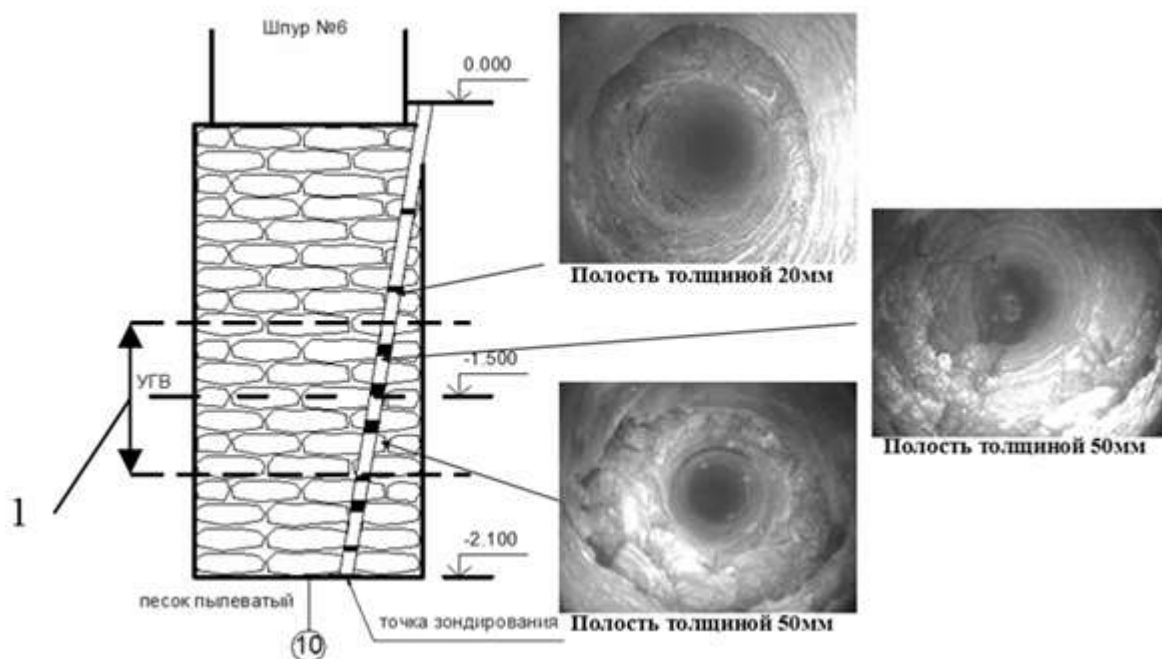 Шпур №6
0.000
Полость толщиной 20мм
-1.500
УГВ
Полость толщиной 50мм
1
-2.100
песок пылеватый
точка зондирования
Полость толщиной 50мм
10